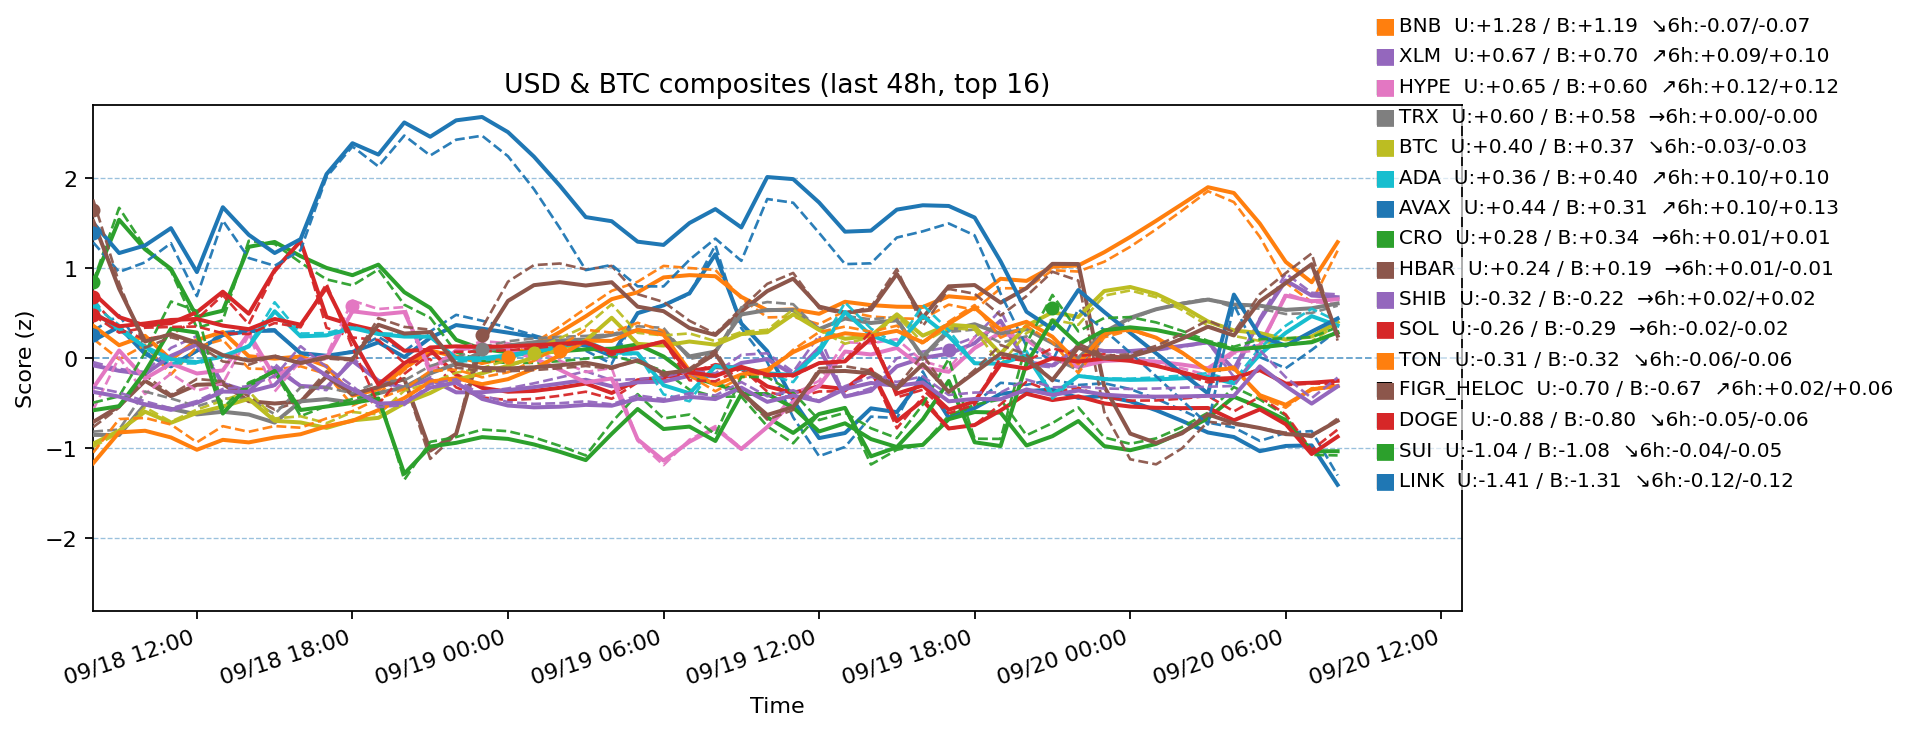 BNB  U:+1.28 / B:+1.19  ↘6h:-0.07/-0.07
XLM  U:+0.67 / B:+0.70  ↗6h:+0.09/+0.10
USD & BTC composites (last 48h, top 16)
HYPE  U:+0.65 / B:+0.60  ↗6h:+0.12/+0.12
TRX  U:+0.60 / B:+0.58  →6h:+0.00/-0.00
BTC  U:+0.40 / B:+0.37  ↘6h:-0.03/-0.03
ADA  U:+0.36 / B:+0.40  ↗6h:+0.10/+0.10
AVAX  U:+0.44 / B:+0.31  ↗6h:+0.10/+0.13
CRO  U:+0.28 / B:+0.34  →6h:+0.01/+0.01
HBAR  U:+0.24 / B:+0.19  →6h:+0.01/-0.01
SHIB  U:-0.32 / B:-0.22  →6h:+0.02/+0.02
SOL  U:-0.26 / B:-0.29  →6h:-0.02/-0.02
TON  U:-0.31 / B:-0.32  ↘6h:-0.06/-0.06
FIGR_HELOC  U:-0.70 / B:-0.67  ↗6h:+0.02/+0.06
DOGE  U:-0.88 / B:-0.80  ↘6h:-0.05/-0.06
SUI  U:-1.04 / B:-1.08  ↘6h:-0.04/-0.05
LINK  U:-1.41 / B:-1.31  ↘6h:-0.12/-0.12
Score (z)
2
1
0
−1
−2
09/18 12:00
09/18 18:00
09/19 00:00
09/19 06:00
09/19 12:00
09/19 18:00
09/20 00:00
09/20 06:00
09/20 12:00
Time